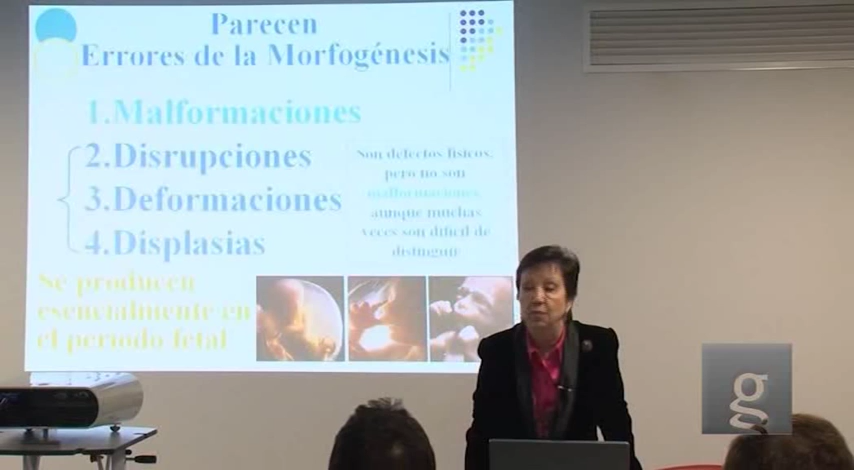 Parecen
Errores de la Morfogénesis
1.Malformaciones
2.Disrupciones
3.Deformaciones
4.Displasias
Son defectos físicos,
pero no son
malformaciones,
aunque muchas
veces son difícil de
distinguir
Se producen
esencialmente en
el periodo fetal
g